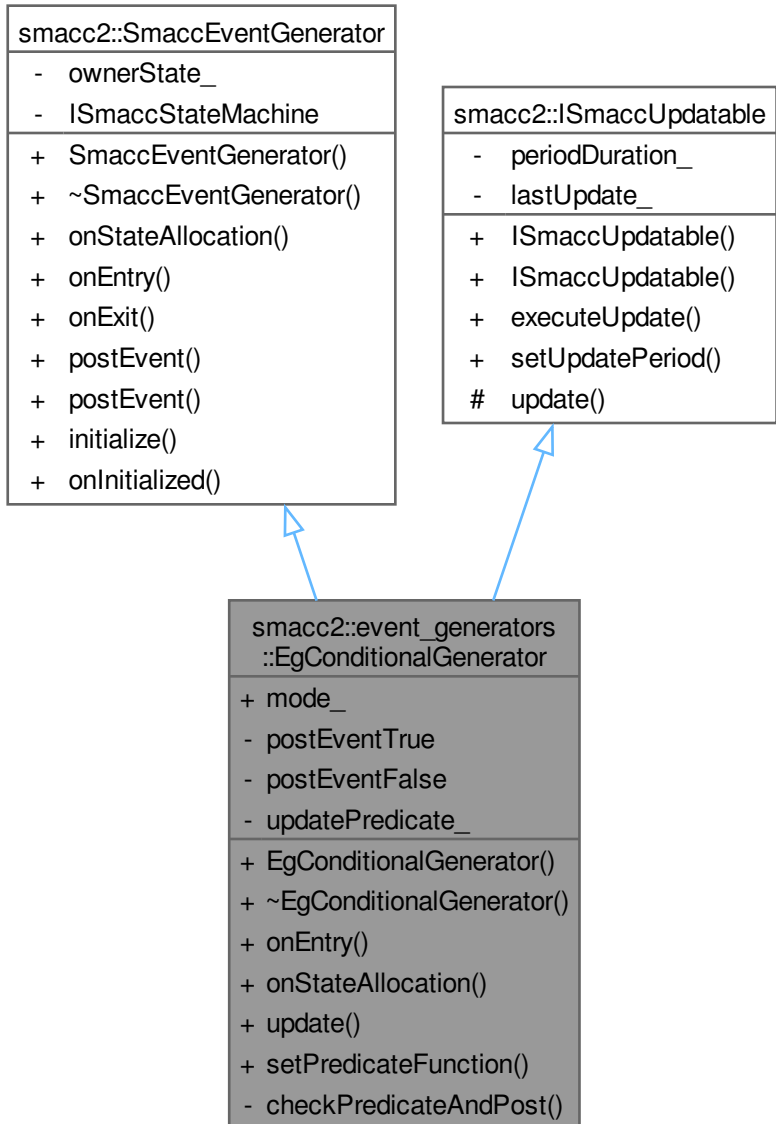 smacc2::SmaccEventGenerator
- ownerState_
- ISmaccStateMachine
+ SmaccEventGenerator()
+ ~SmaccEventGenerator()
+ onStateAllocation()
+ onEntry()
+ onExit()
+ postEvent()
+ postEvent()
+ initialize()
+ onInitialized()
smacc2::ISmaccUpdatable
- periodDuration_
- lastUpdate_
+ ISmaccUpdatable()
+ ISmaccUpdatable()
+ executeUpdate()
+ setUpdatePeriod()
# update()
smacc2::event_generators
::EgConditionalGenerator
+ mode_
- postEventTrue
- postEventFalse
- updatePredicate_
+ EgConditionalGenerator()
+ ~EgConditionalGenerator()
+ onEntry()
+ onStateAllocation()
+ update()
+ setPredicateFunction()
- checkPredicateAndPost()